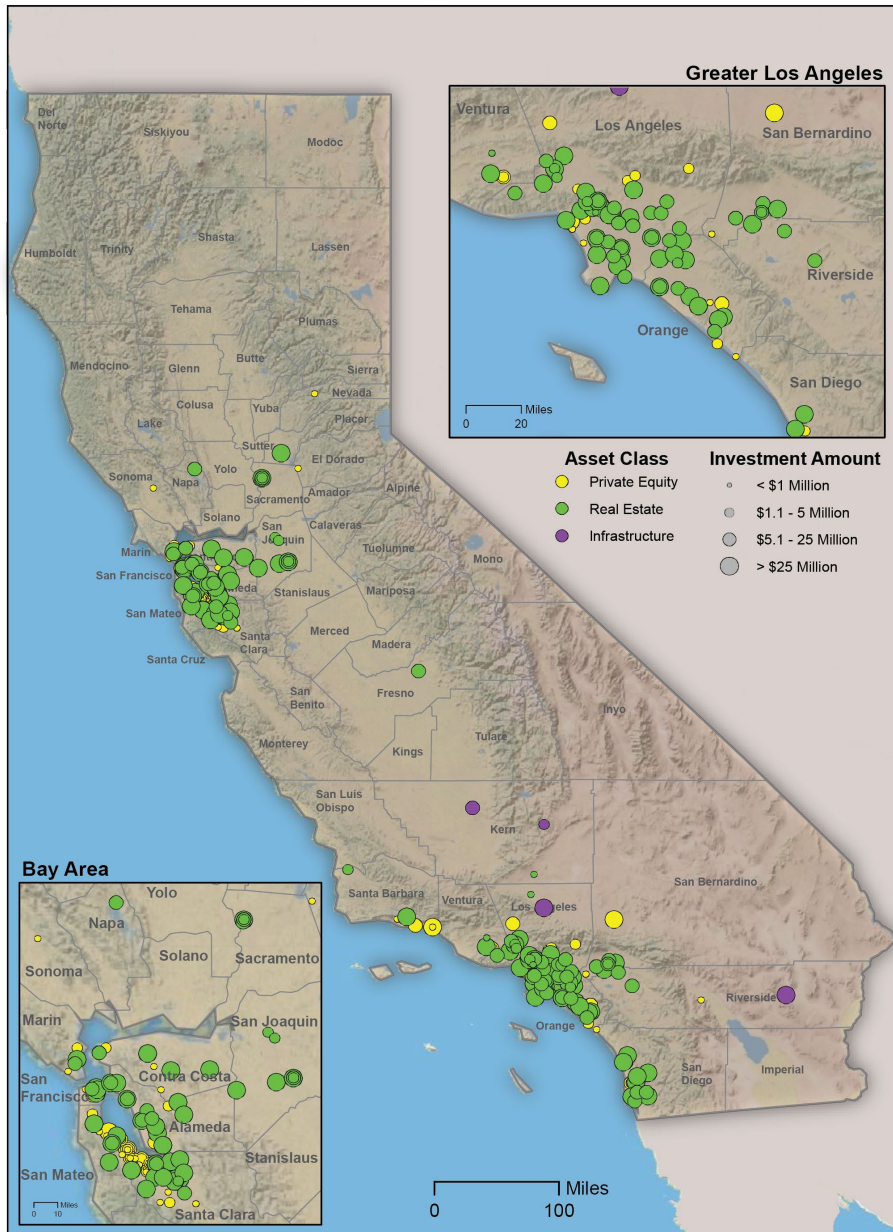 Greater Los Angeles
Ventura
Los Angeles
San Bernardino
Riverside
Orange
San Diego
Miles
0 20
Del
Norte
Siskiyou
Modoc
Humboldt
Trinity
Shasta
Lassen
Tehama
Plumas
Mendocino
Glenn
Butte
Sierra
Colusa
Yuba
Nevada
Placer
Lake
Sutter
Sonoma
Napa
Yolo
El Dorado
Sacramento
Amador
Alpine
Solano
Marin
San
Joaquin
Calaveras
San Francisco
Tuolumne
Mono
Stanislaus
Mariposa
San Mateo
Santa
Clara
Merced
Madera
Santa Cruz
San
Benito
Fresno
Inyo
Monterey
Kings
Tulare
San Luis
Obispo
Kern
Santa Barbara
Ventura
San Bernardino
Orange
Riverside
San
Diego
Imperial
Asset Class
Private Equity
Real Estate
Infrastructure
Investment Amount
< $1 Million
$1.1 - 5 Million
$5.1 - 25 Million
> $25 Million
Bay Area
Yolo
Napa
Solano
Sacramento
Sonoma
Marin
San Joaquin
Contra Costa
San
Francisco
Alameda
San Mateo
Stanislaus
Santa Clara
Miles
0 10
Miles
0 100